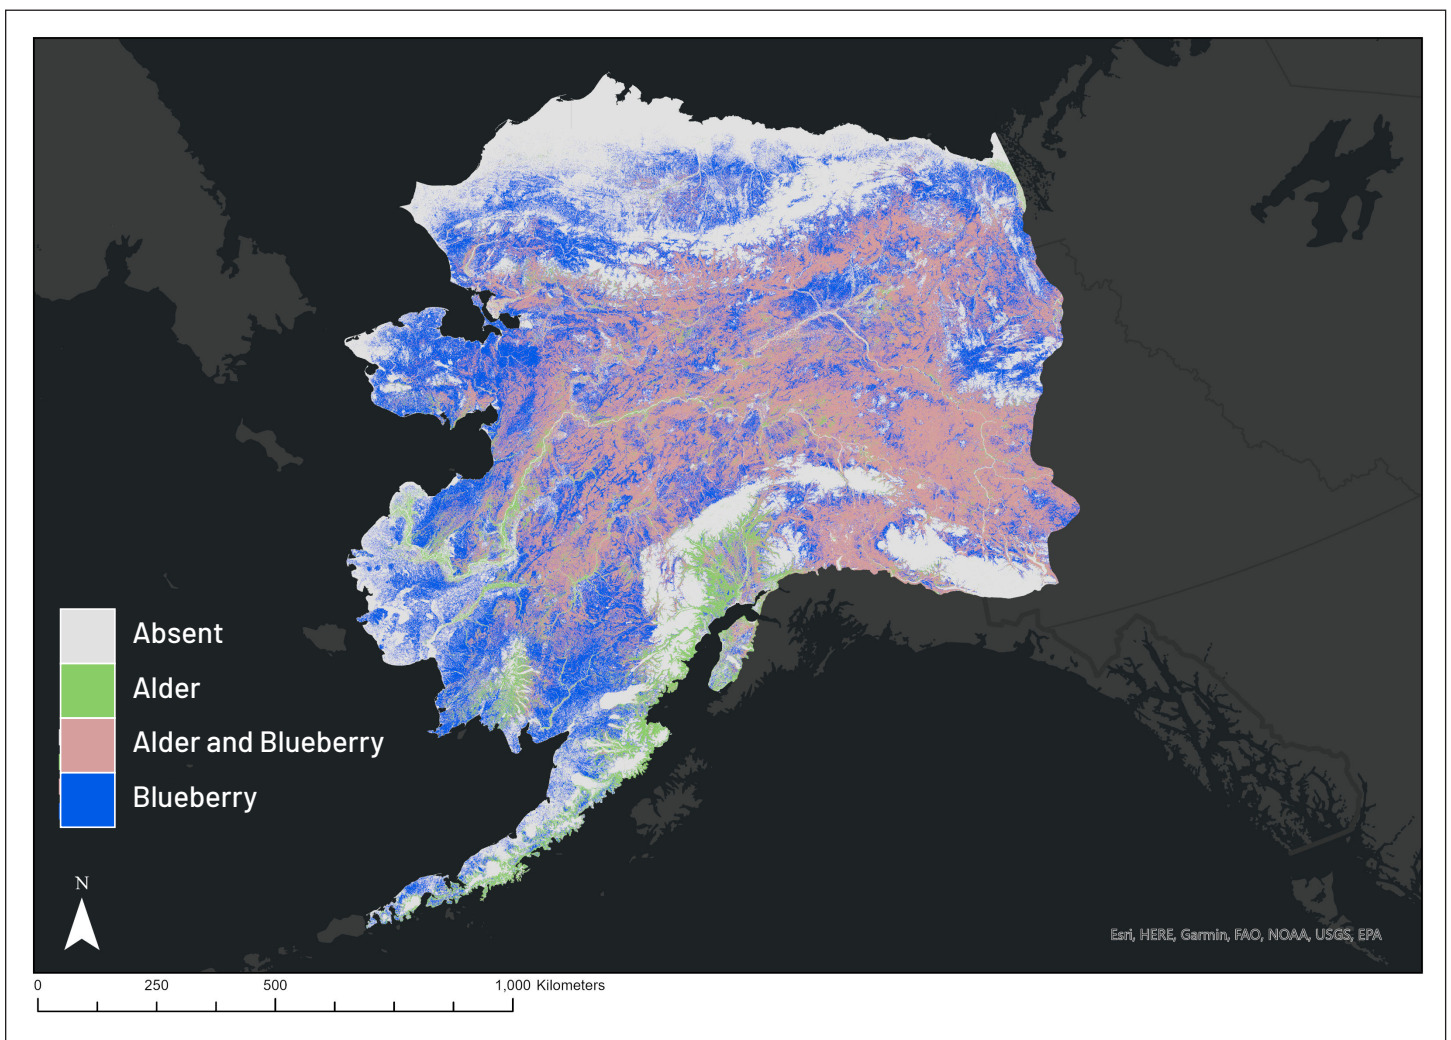 Absent
Alder
Alder and Blueberry
Blueberry
N
Esri, HERE, Garmin, FAO, NOAA, USGS, EPA
0 250 500 1,000 Kilometers